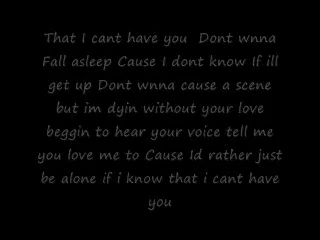 That I cant have you  Dont wnna
Fall asleep Cause I dont know If ill
get up Dont wnna cause a scene
but im dyin without your love
beggin to hear your voice tell me
you love me to Cause Id rather just
be alone if i know that i cant have
you